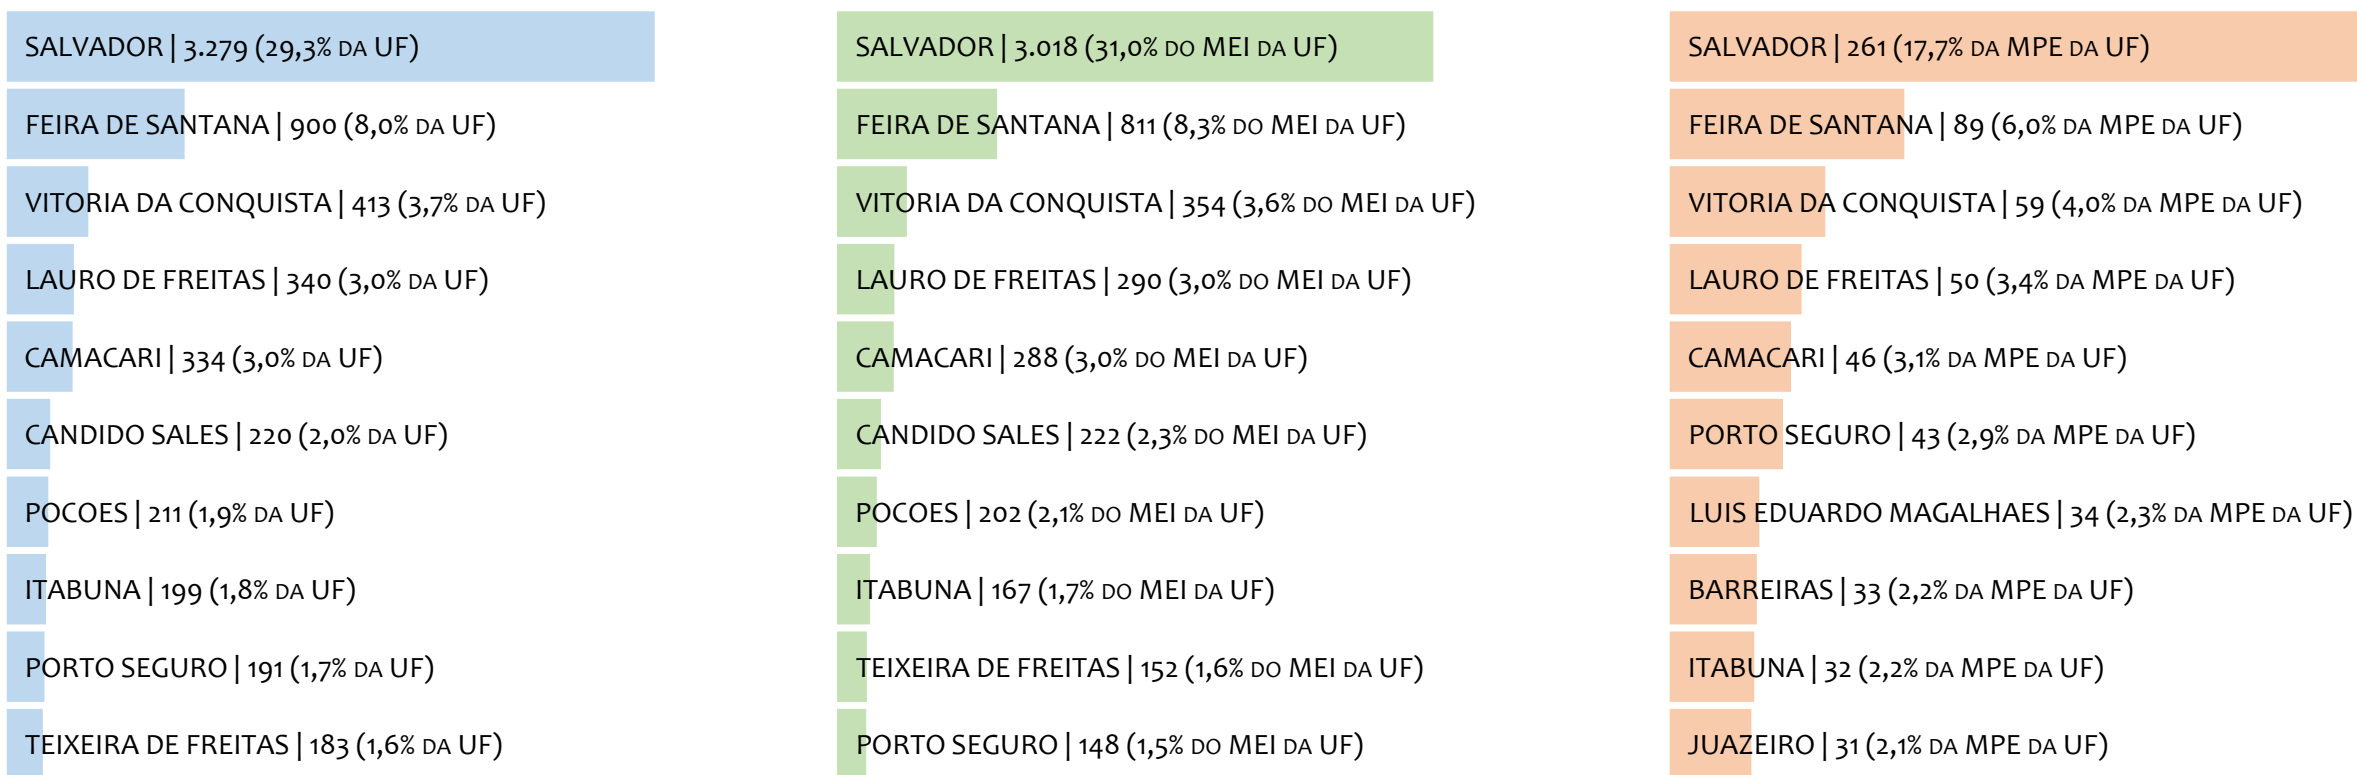 SALVADOR | 3.279 (29,3% DA UF)
FEIRA DE SANTANA | 900 (8,0% DA UF)
VITORIA DA CONQUISTA | 413 (3,7% DA UF)
LAURO DE FREITAS | 340 (3,0% DA UF)
CAMACARI | 334 (3,0% DA UF)
CANDIDO SALES | 220 (2,0% DA UF)
POCOES | 211 (1,9% DA UF)
ITABUNA | 199 (1,8% DA UF)
PORTO SEGURO | 191 (1,7% DA UF)
TEIXEIRA DE FREITAS | 183 (1,6% DA UF)
SALVADOR | 3.018 (31,0% DO MEI DA UF)
FEIRA DE SANTANA | 811 (8,3% DO MEI DA UF)
VITORIA DA CONQUISTA | 354 (3,6% DO MEI DA UF)
LAURO DE FREITAS | 290 (3,0% DO MEI DA UF)
CAMACARI | 288 (3,0% DO MEI DA UF)
CANDIDO SALES | 222 (2,3% DO MEI DA UF)
POCOES | 202 (2,1% DO MEI DA UF)
ITABUNA | 167 (1,7% DO MEI DA UF)
TEIXEIRA DE FREITAS | 152 (1,6% DO MEI DA UF)
PORTO SEGURO | 148 (1,5% DO MEI DA UF)
SALVADOR | 261 (17,7% DA MPE DA UF)
FEIRA DE SANTANA | 89 (6,0% DA MPE DA UF)
VITORIA DA CONQUISTA | 59 (4,0% DA MPE DA UF)
LAURO DE FREITAS | 50 (3,4% DA MPE DA UF)
CAMACARI | 46 (3,1% DA MPE DA UF)
PORTO SEGURO | 43 (2,9% DA MPE DA UF)
LUIS EDUARDO MAGALHAES | 34 (2,3% DA MPE DA UF)
BARREIRAS | 33 (2,2% DA MPE DA UF)
ITABUNA | 32 (2,2% DA MPE DA UF)
JUAZEIRO | 31 (2,1% DA MPE DA UF)